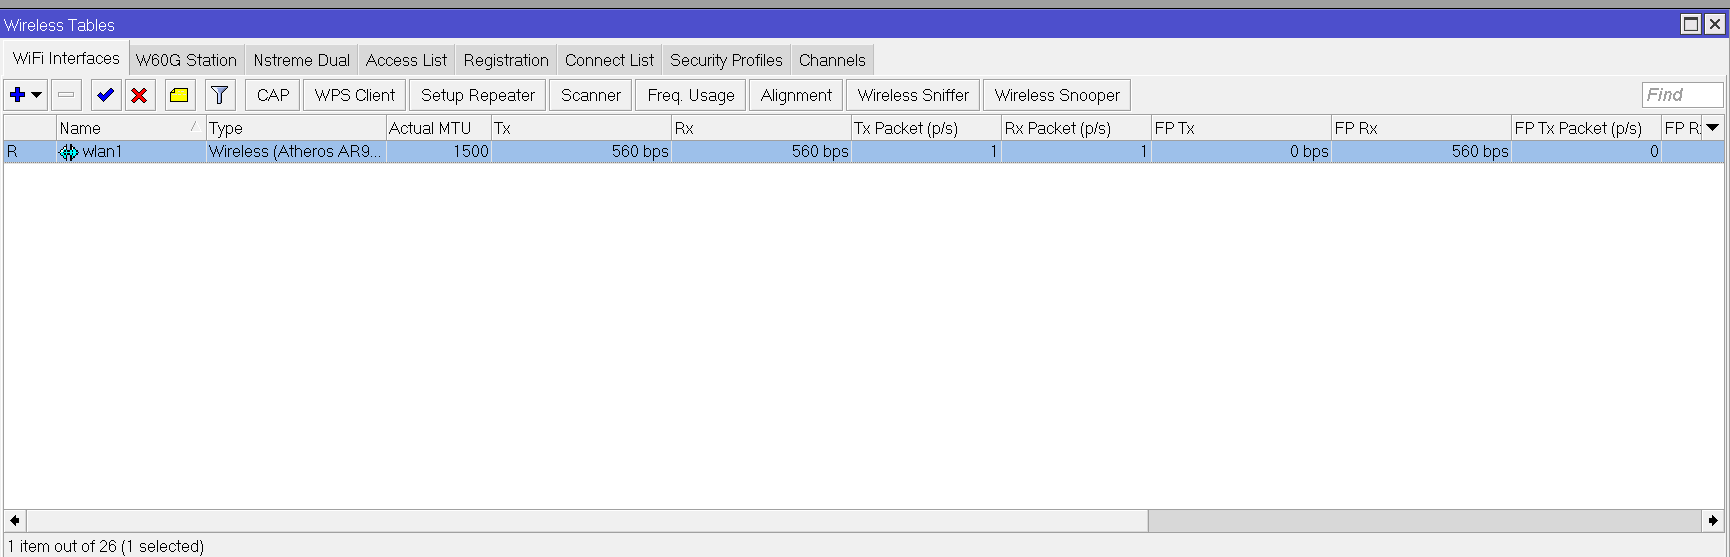 Wireless Tables
WiFi Interfaces W60G Station Nstreme Dual Access List Registration Connect List Security Profiles Channels
CAP WPS Client Setup Repeater Scanner Freq. Usage Alignment Wireless Sniffer Wireless Snooper Find
Name Type Actual MTU Tx Rx Tx Packet (p/s) Rx Packet (p/s) FP Tx FP Rx FP Tx Packet (p/s) FP R
R wlan1 Wireless (Atheros AR9... 1500 560 bps 560 bps 1 1 0 bps 560 bps 0
1 item out of 26 (1 selected)